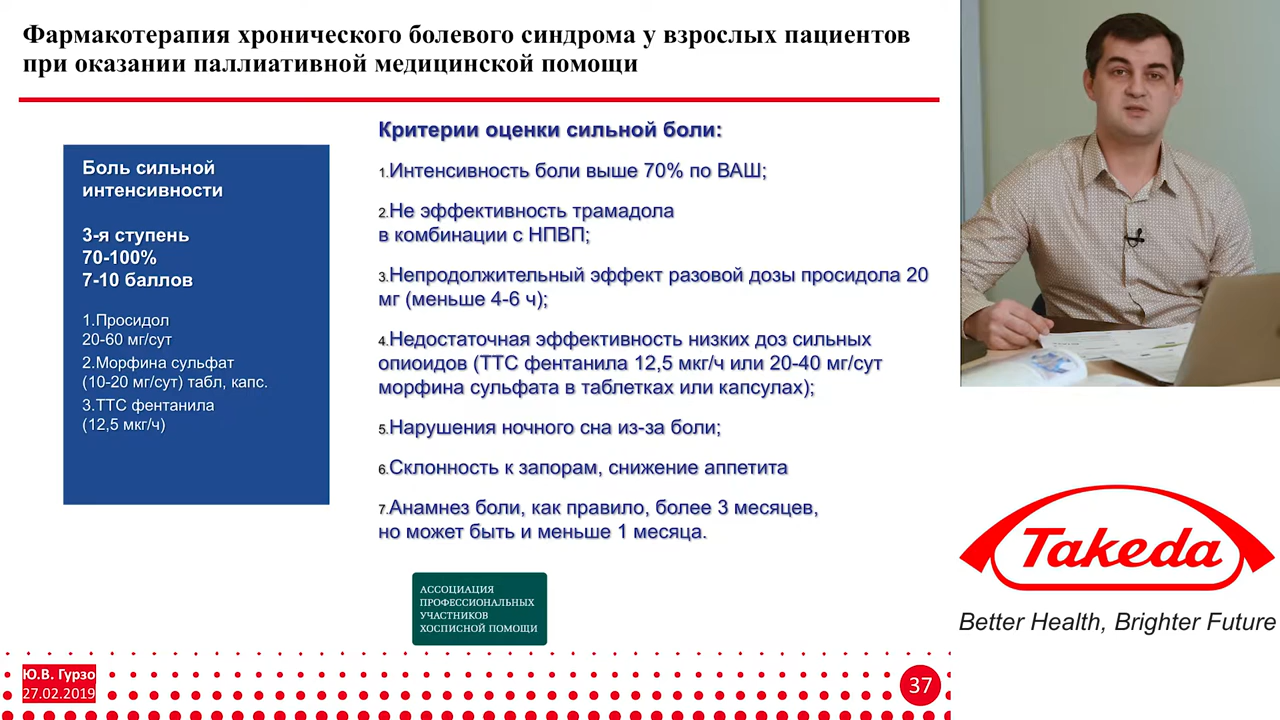 Фармакотерапия хронического болевого синдрома у взрослых пациентов
при оказании паллиативной медицинской помощи
Боль сильной
интенсивности
3-я ступень
70-100%
7-10 баллов
1.Просидол
20-60 мг/сут
2.Морфина сульфат
(10-20 мг/сут) табл, капс.
3.ТТС фентанила
(12,5 мкг/ч)
Критерии оценки сильной боли:
1.Интенсивность боли выше 70% по ВАШ;
2.Не эффективность трамадола
в комбинации с НПВП;
3.Непродолжительный эффект разовой дозы просидола 20
мг (меньше 4-6 ч);
4.Недостаточная эффективность низких доз сильных
опиоидов (ТТС фентанила 12,5 мкг/ч или 20-40 мг/сут
морфина сульфата в таблетках или капсулах);
5.Нарушения ночного сна из-за боли;
6.Склонность к запорам, снижение аппетита
7.Анамнез боли, как правило, более 3 месяцев,
но может быть и меньше 1 месяца.
АССОЦИАЦИЯ
ПРОФЕССИОНАЛЬНЫХ
УЧАСТНИКОВ
ХОСПИСНОЙ ПОМОЩИ
Ю.В. Гурзо
27.02.2019
37
Takeda
Better Health, Brighter Future